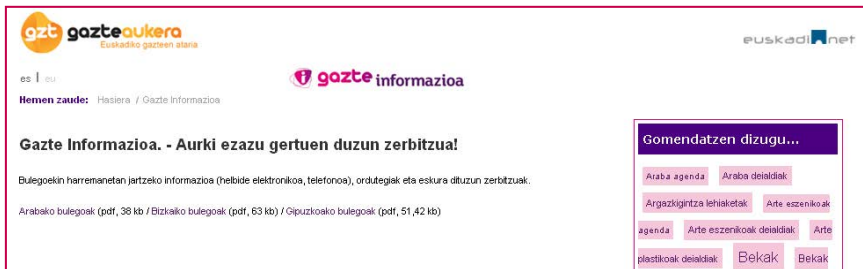 gzt gazteaukera
Euskadiko gazteen ataria
euskadi.net
es | eu
gazte informazioa
Hemen zaude: Hasiera / Gazte Informazioa
Gazte Informazioa. - Aurki ezazu gertuen duzun zerbitzua!
Bulegoekin harremanetan jartzeko informazioa (helbide elektronikoa, telefonoa), ordutegiak eta eskura dituzun zerbitzuak.
Arabako bulegoak (pdf, 38 kb / Bizkaiko bulegoak (pdf, 63 kb) / Gipuzkoako bulegoak (pdf, 51,42 kb)
Gomendatzen dizugu...
Araba agenda Araba deialdiak
Argazkigintza lehiaketak Arte eszenikoak
agenda Arte eszenikoak deialdiak Arte
plastikoak deialdiak Bekak Bekak